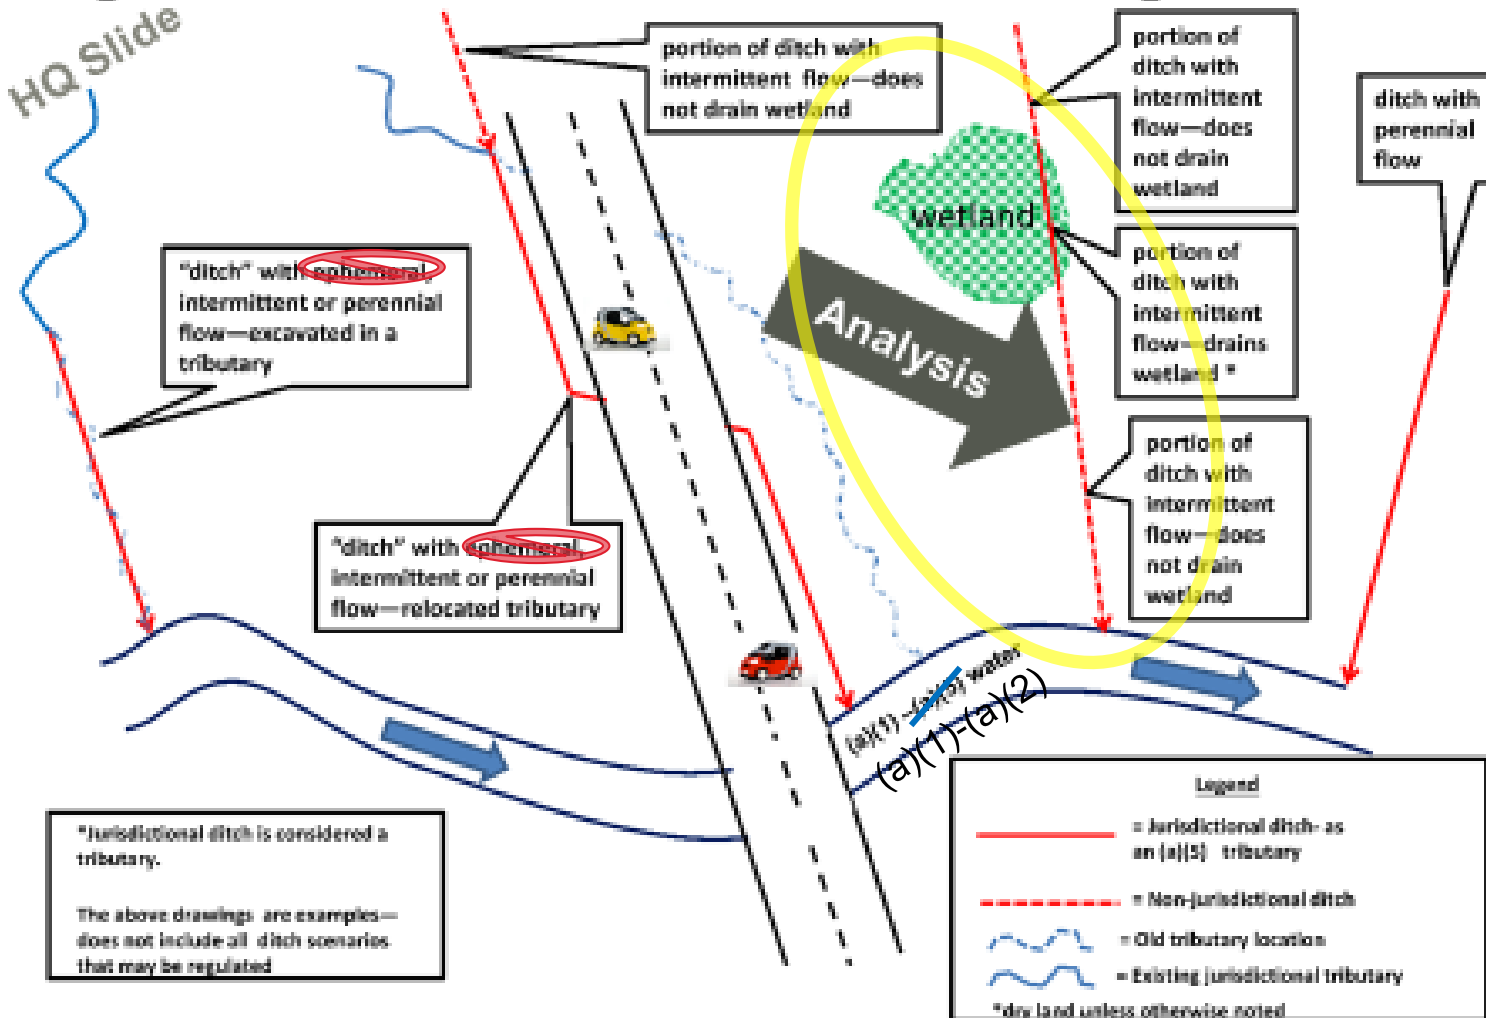 HQ Slide
portion of ditch with
intermittent flow—does
not drain wetland
portion of
ditch with
intermittent
flow—does
not drain
wetland
ditch with
perennial
flow
wetland
"ditch" with ephemeral,
intermittent or perennial
flow—excavated in a
tributary
portion of
ditch with
intermittent
flow—drains
wetland *
Analysis
portion of
ditch with
intermittent
flow—does
not drain
wetland
"ditch" with ephemeral,
intermittent or perennial
flow—relocated tributary
(a)(1) -(a)(3) water
(a)(1)-(a)(2)
*Jurisdictional ditch is considered a
tributary.
The above drawings are examples—
does not include all ditch scenarios
that may be regulated
Legend
= Jurisdictional ditch- as
an (a)(5) tributary
= Non-jurisdictional ditch
= Old tributary location
= Existing jurisdictional tributary
*dry land unless otherwise noted